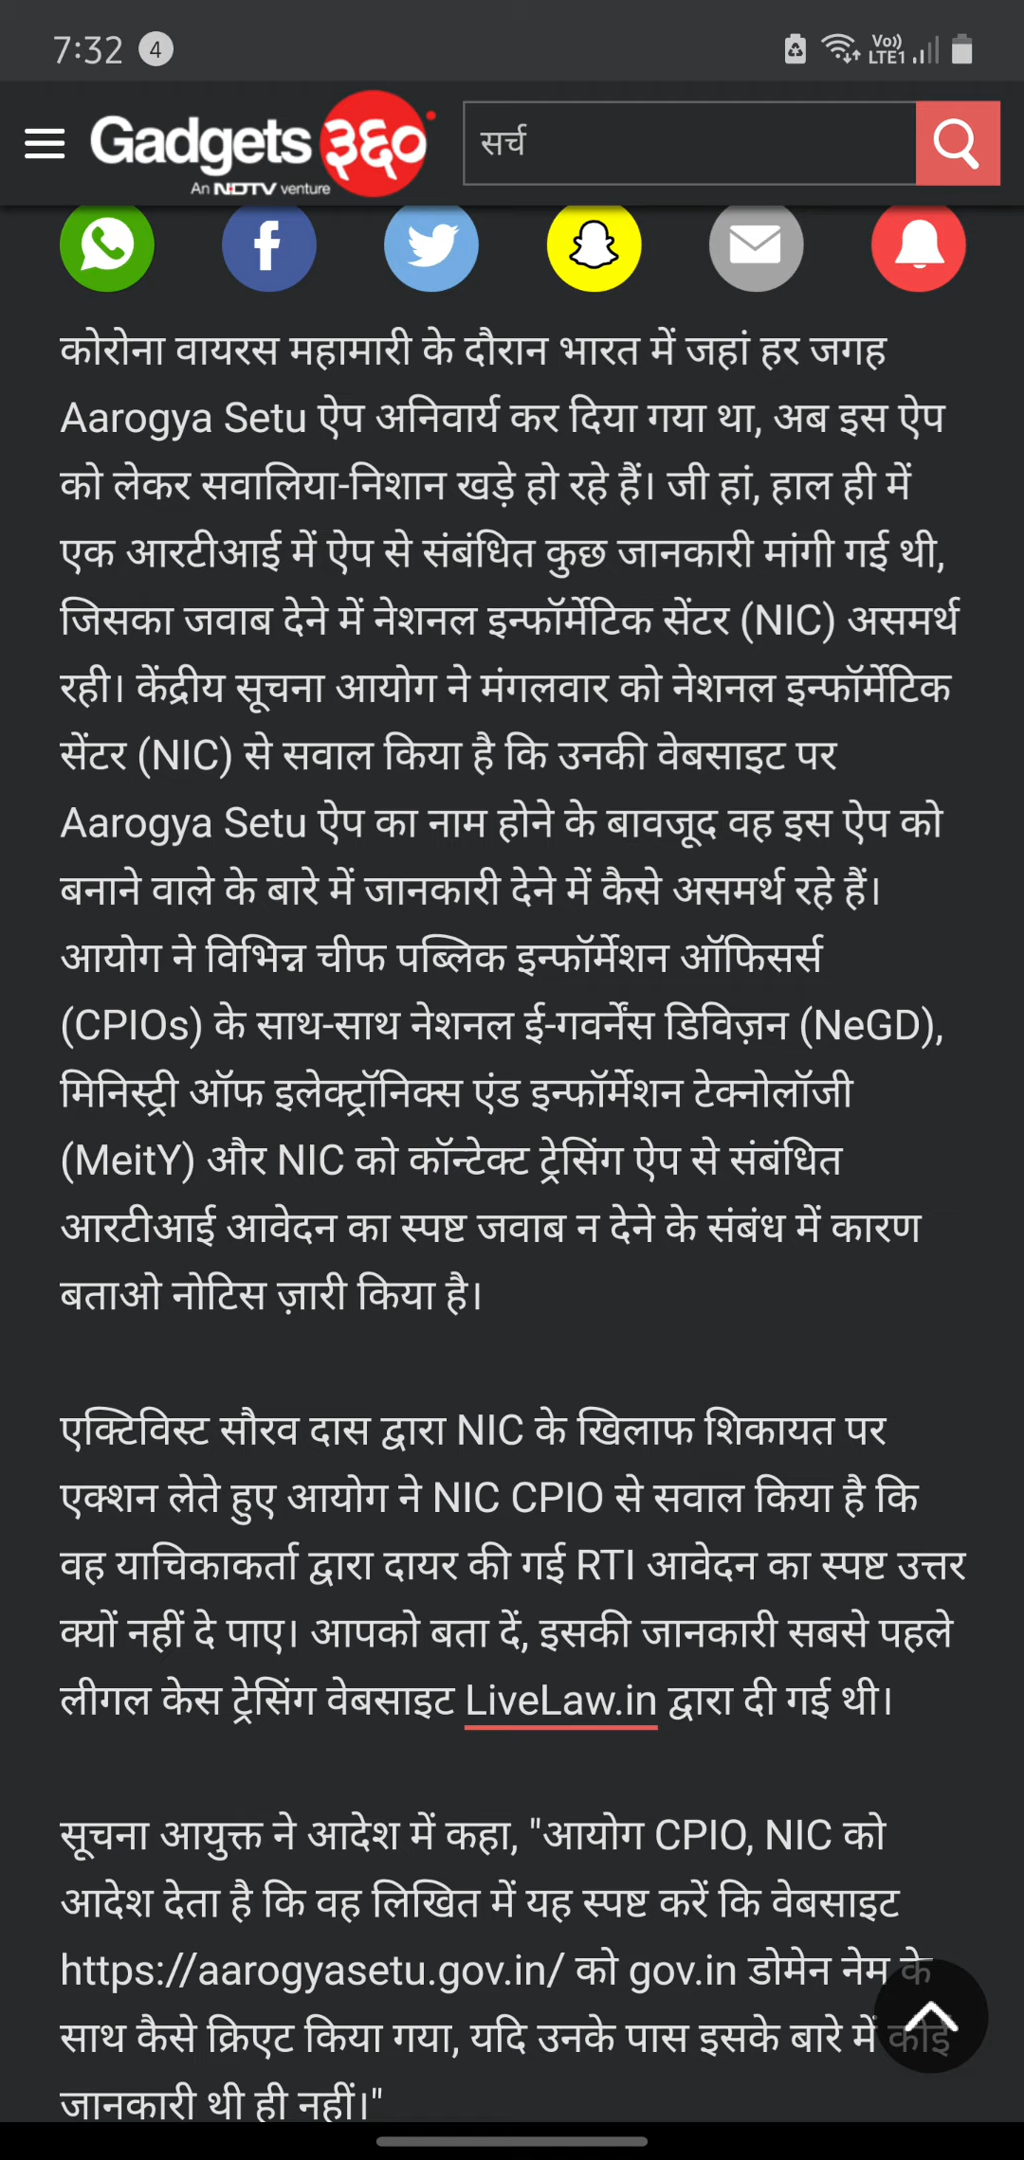 7:32 4 Vo)) LTE1
Gadgets ३६०
An NDTV venture
सर्च
कोरोना वायरस महामारी के दौरान भारत में जहां हर जगह
Aarogya Setu ऐप अनिवार्य कर दिया गया था, अब इस ऐप
को लेकर सवालिया-निशान खड़े हो रहे हैं। जी हां, हाल ही में
एक आरटीआई में ऐप से संबंधित कुछ जानकारी मांगी गई थी,
जिसका जवाब देने में नेशनल इन्फॉर्मेटिक सेंटर (NIC) असमर्थ
रही। केंद्रीय सूचना आयोग ने मंगलवार को नेशनल इन्फॉर्मेटिक
सेंटर (NIC) से सवाल किया है कि उनकी वेबसाइट पर
Aarogya Setu ऐप का नाम होने के बावजूद वह इस ऐप को
बनाने वाले के बारे में जानकारी देने में कैसे असमर्थ रहे हैं।
आयोग ने विभिन्न चीफ पब्लिक इन्फॉर्मेशन ऑफिसर्स
(CPIOs) के साथ-साथ नेशनल ई-गवर्नेंस डिविज़न (NeGD),
मिनिस्ट्री ऑफ इलेक्ट्रॉनिक्स एंड इन्फॉर्मेशन टेक्नोलॉजी
(MeitY) और NIC को कॉन्टेक्ट ट्रेसिंग ऐप से संबंधित
आरटीआई आवेदन का स्पष्ट जवाब न देने के संबंध में कारण
बताओ नोटिस ज़ारी किया है।
एक्टिविस्ट सौरव दास द्वारा NIC के खिलाफ शिकायत पर
एक्शन लेते हुए आयोग ने NIC CPIO से सवाल किया है कि
वह याचिकाकर्ता द्वारा दायर की गई RTI आवेदन का स्पष्ट उत्तर
क्यों नहीं दे पाए। आपको बता दें, इसकी जानकारी सबसे पहले
लीगल केस ट्रेसिंग वेबसाइट LiveLaw.in द्वारा दी गई थी।
सूचना आयुक्त ने आदेश में कहा, "आयोग CPIO, NIC को
आदेश देता है कि वह लिखित में यह स्पष्ट करें कि वेबसाइट
https://aarogyasetu.gov.in/ को gov.in डोमेन नेम के
साथ कैसे क्रिएट किया गया, यदि उनके पास इसके बारे में कोई
जानकारी थी ही नहीं।"